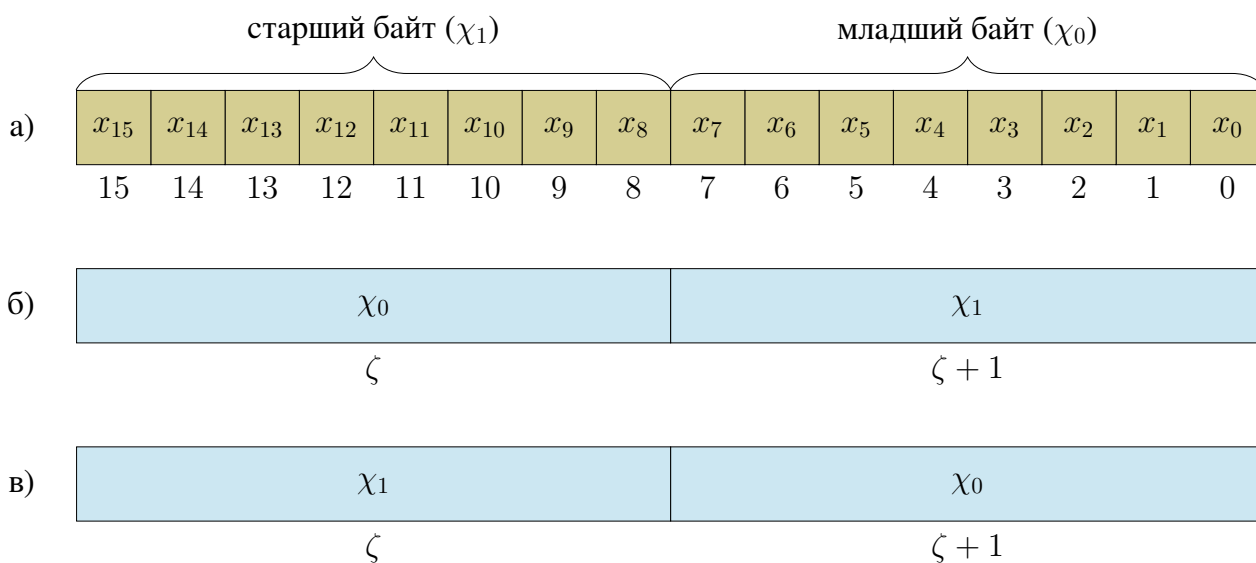 старший байт (χ₁) младший байт (χ₀)
а) x₁₅ x₁₄ x₁₃ x₁₂ x₁₁ x₁₀ x₉ x₈ x₇ x₆ x₅ x₄ x₃ x₂ x₁ x₀
15 14 13 12 11 10 9 8 7 6 5 4 3 2 1 0
б) χ₀ χ₁
ζ ζ + 1
в) χ₁ χ₀
ζ ζ + 1